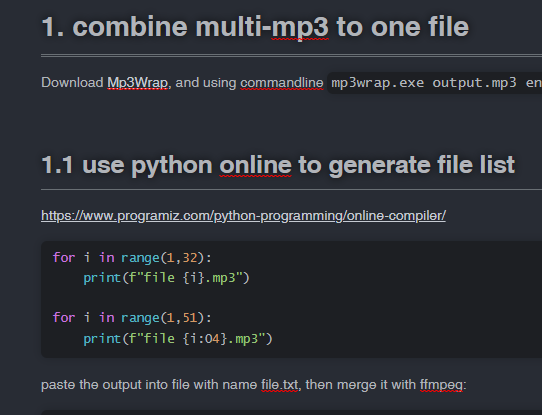 1. combine multi-mp3 to one file
Download Mp3Wrap, and using commandline mp3wrap.exe output.mp3 en
1.1 use python online to generate file list
https://www.programiz.com/python-programming/online-compiler/
for i in range(1,32):
    print(f"file {i}.mp3")
for i in range(1,51):
    print(f"file {i:04}.mp3")
paste the output into file with name file.txt, then merge it with ffmpeg: